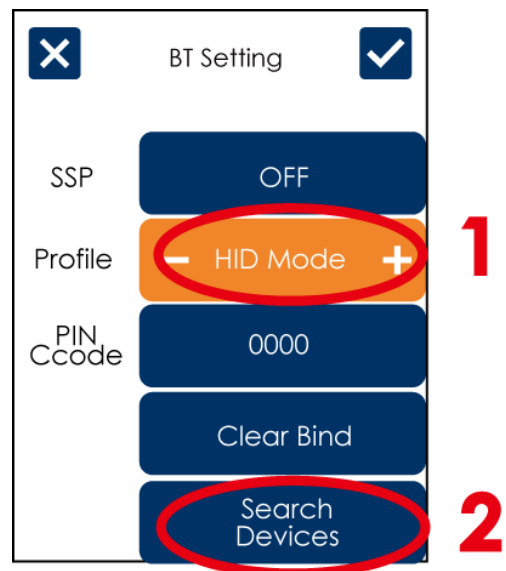 BT Setting
SSP
OFF
Profile
- HID Mode +
1
PIN
Ccode
0000
Clear Bind
Search
Devices
2